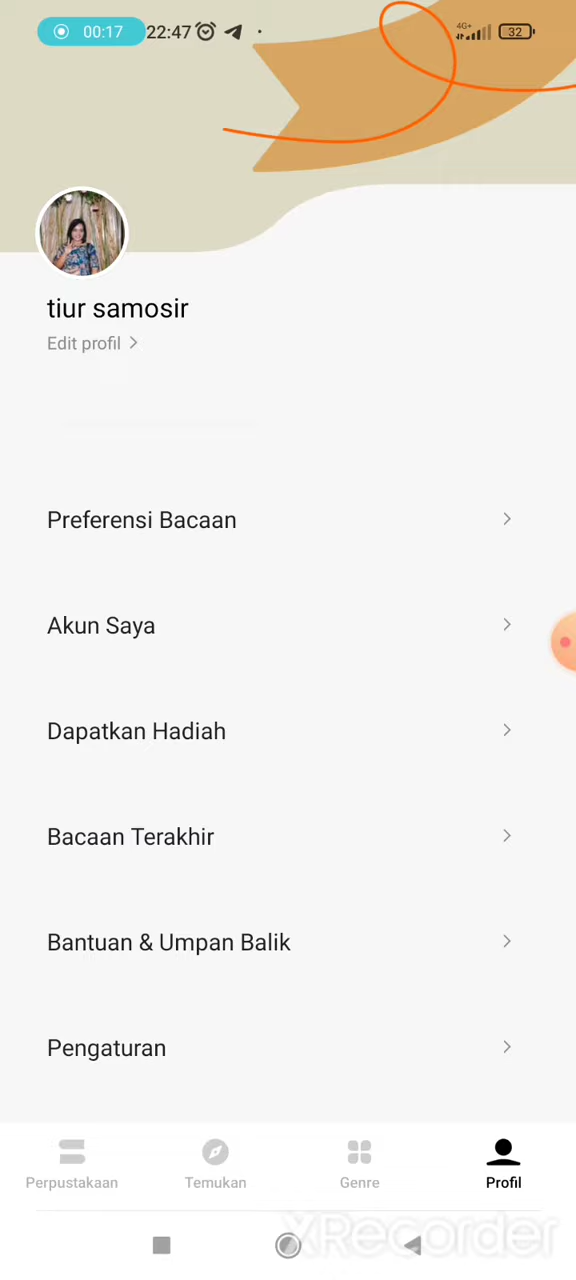 00:17 22:47 4G+ 32
tiur samosir
Edit profil
Preferensi Bacaan
Akun Saya
Dapatkan Hadiah
Bacaan Terakhir
Bantuan & Umpan Balik
Pengaturan
Perpustakaan Temukan Genre Profil
XRecorder